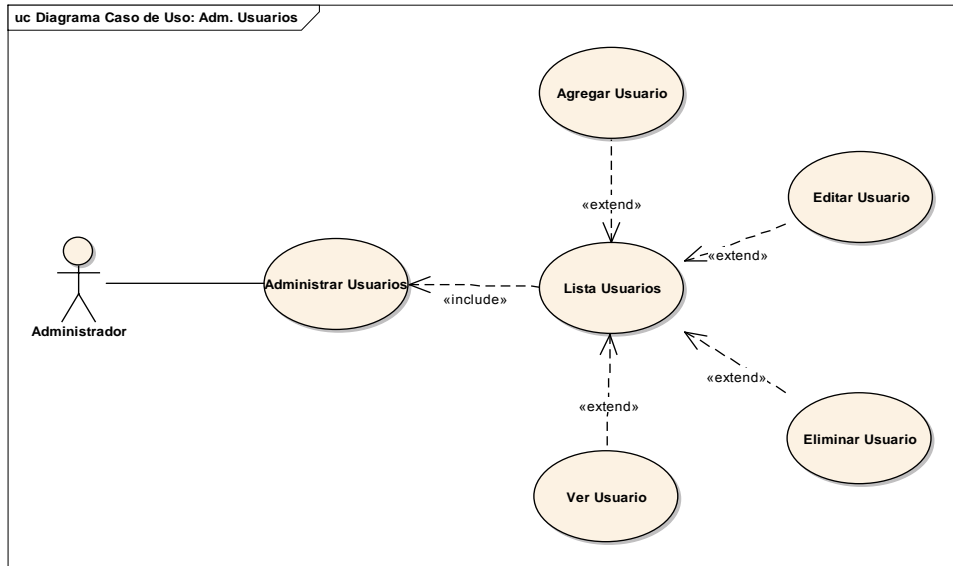 uc Diagrama Caso de Uso: Adm. Usuarios
Agregar Usuario
Editar Usuario
«extend»
«extend»
Administrar Usuarios
Lista Usuarios
«include»
Administrador
«extend»
«extend»
Eliminar Usuario
Ver Usuario